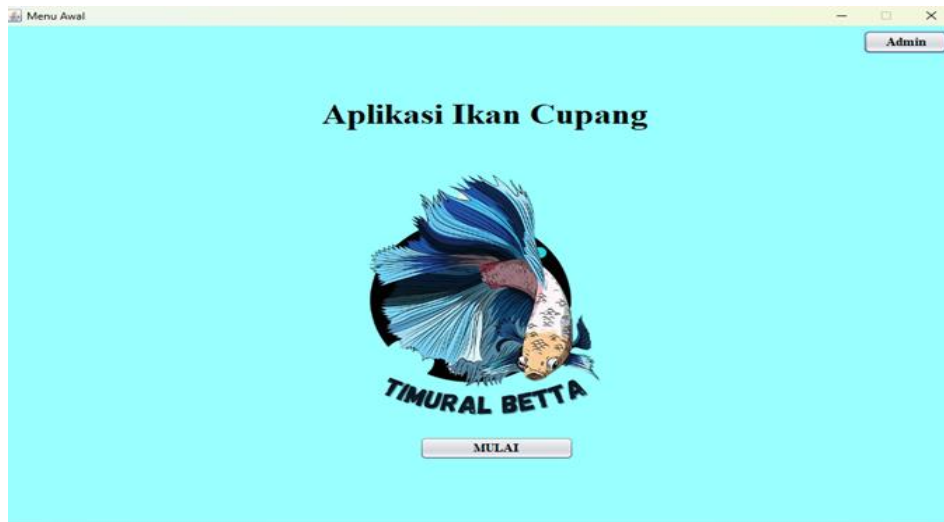 Menu Awal
Admin
Aplikasi Ikan Cupang
TIMURAL BETTA
MULAI